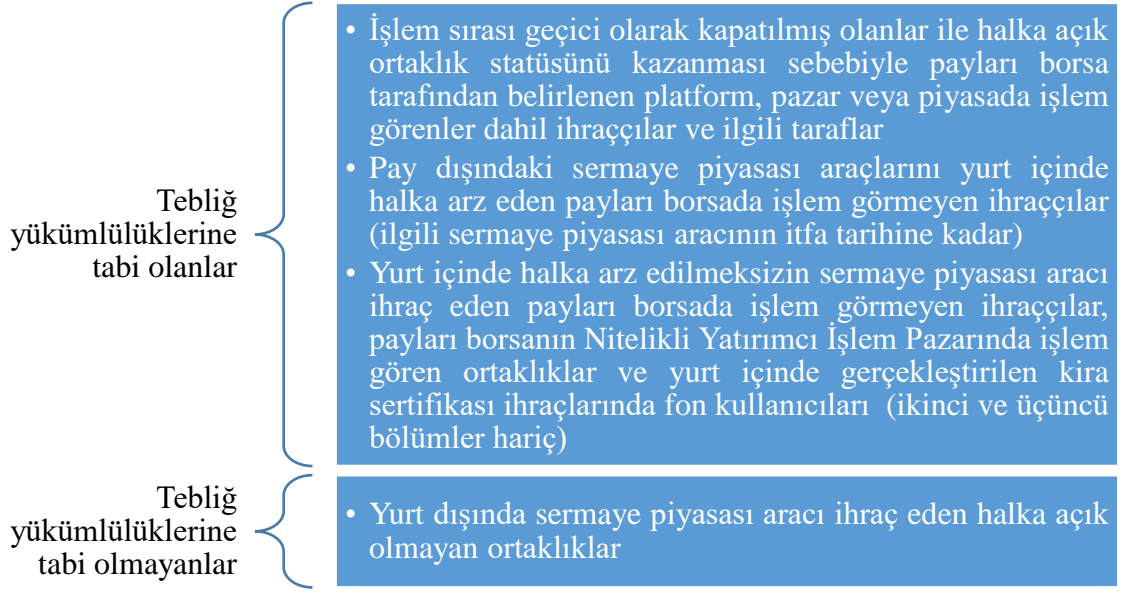 Tebliğ
yükümlülüklerine
tabi olanlar
• İşlem sırası geçici olarak kapatılmış olanlar ile halka açık
ortaklık statüsünü kazanması sebebiyle payları borsa
tarafından belirlenen platform, pazar veya piyasada işlem
görenler dahil ihraççılar ve ilgili taraflar
• Pay dışındaki sermaye piyasası araçlarını yurt içinde
halka arz eden payları borsada işlem görmeyen ihraççılar
(ilgili sermaye piyasası aracının itfa tarihine kadar)
• Yurt içinde halka arz edilmeksizin sermaye piyasası aracı
ihraç eden payları borsada işlem görmeyen ihraççılar,
payları borsanın Nitelikli Yatırımcı İşlem Pazarında işlem
gören ortaklıklar ve yurt içinde gerçekleştirilen kira
sertifikası ihraçlarında fon kullanıcıları (ikinci ve üçüncü
bölümler hariç)
Tebliğ
yükümlülüklerine
tabi olmayanlar
• Yurt dışında sermaye piyasası aracı ihraç eden halka açık
olmayan ortaklıklar